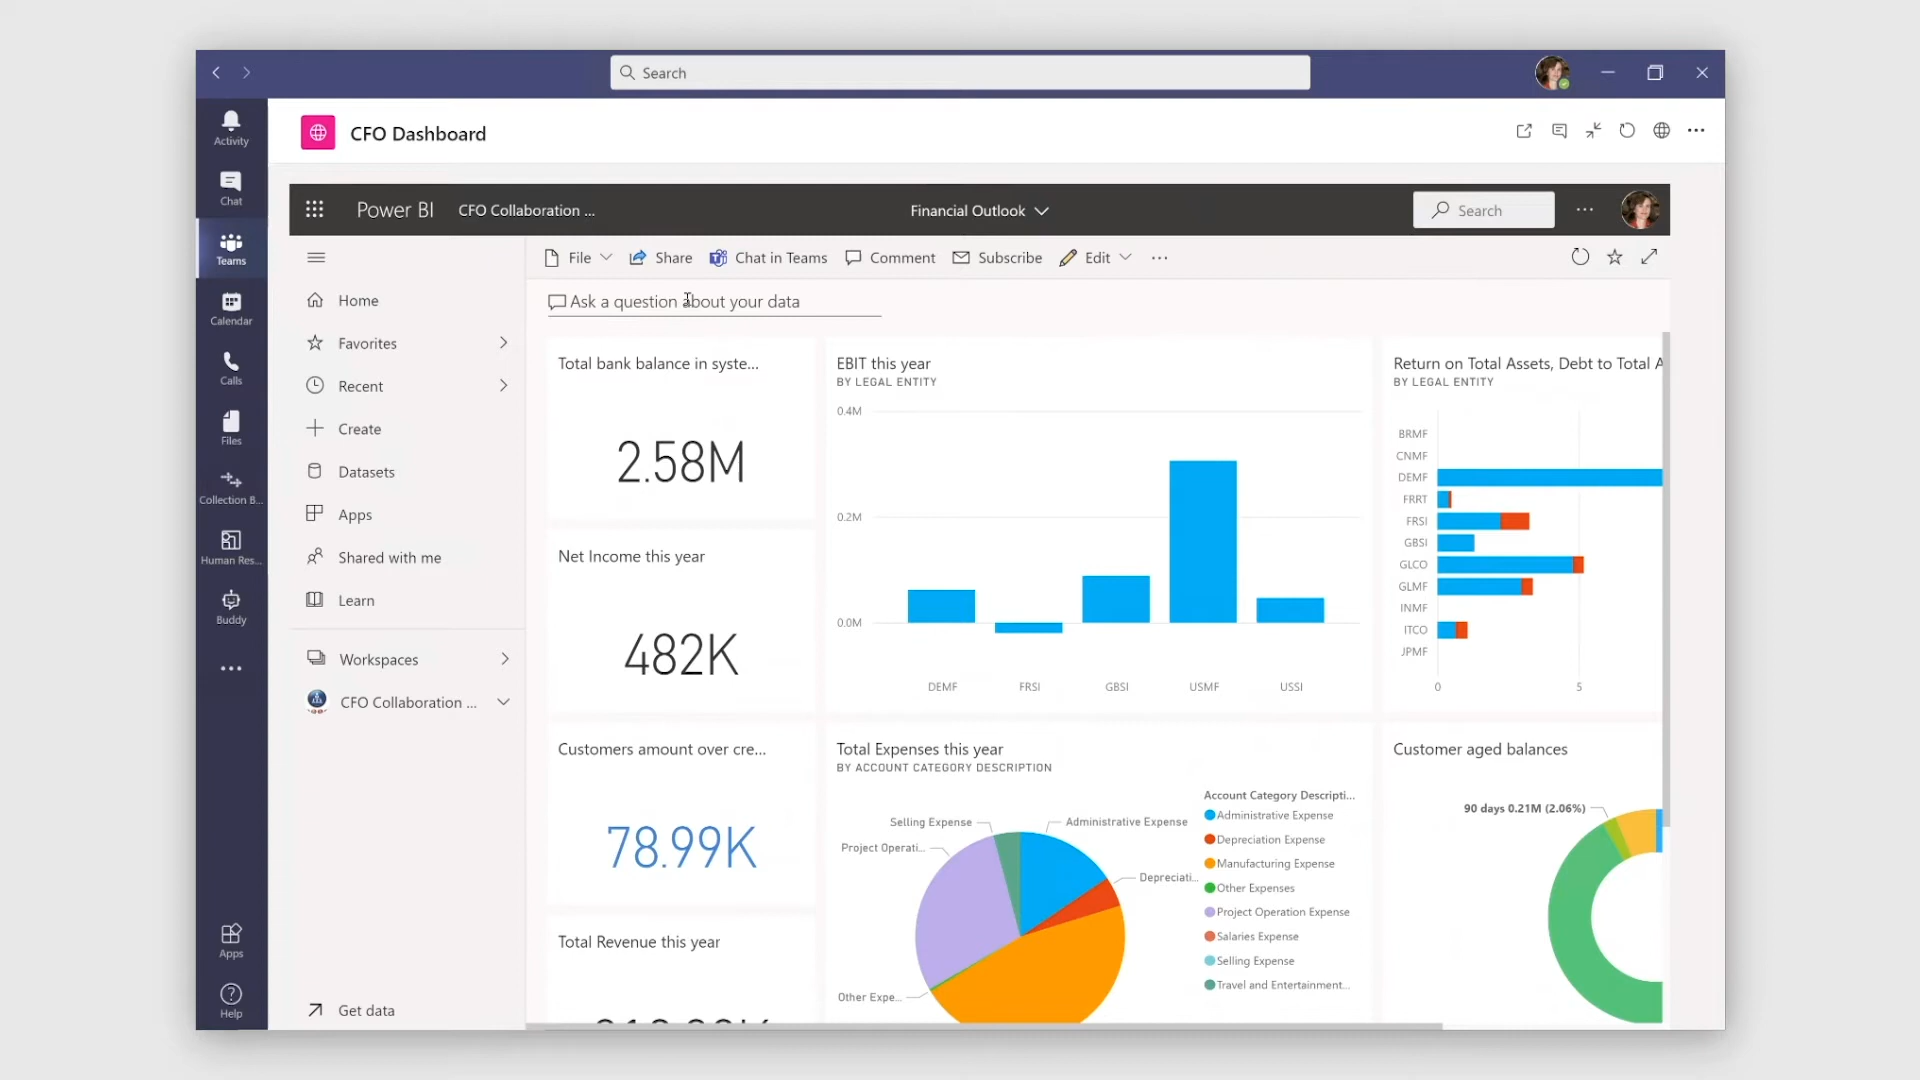 Search
CFO Dashboard
Activity
Chat
Teams
Calendar
Calls
Files
Collection B...
Human Res...
Buddy
Apps
Help
Power BI
CFO Collaboration ...
Financial Outlook
Search
File
Share
Chat in Teams
Comment
Subscribe
Edit
Home
Favorites
Recent
Create
Datasets
Apps
Shared with me
Learn
Workspaces
CFO Collaboration ...
Get data
Ask a question about your data
Total bank balance in syste...
2.58M
Net Income this year
482K
Customers amount over cre...
78.99K
Total Revenue this year
EBIT this year
BY LEGAL ENTITY
0.4M
0.2M
0.0M
DEMF
FRSI
GBSI
USMF
USSI
Return on Total Assets, Debt to Total A
BY LEGAL ENTITY
BRMF
CNMF
DEMF
FRRT
FRSI
GBSI
GLCO
GLMF
INMF
ITCO
JPMF
0
5
Total Expenses this year
BY ACCOUNT CATEGORY DESCRIPTION
Selling Expense
Administrative Expense
Project Operati...
Depreciati...
Other Expe...
Account Category Descripti...
Administrative Expense
Depreciation Expense
Manufacturing Expense
Other Expenses
Project Operation Expense
Salaries Expense
Selling Expense
Travel and Entertainment...
Customer aged balances
90 days 0.21M (2.06%)